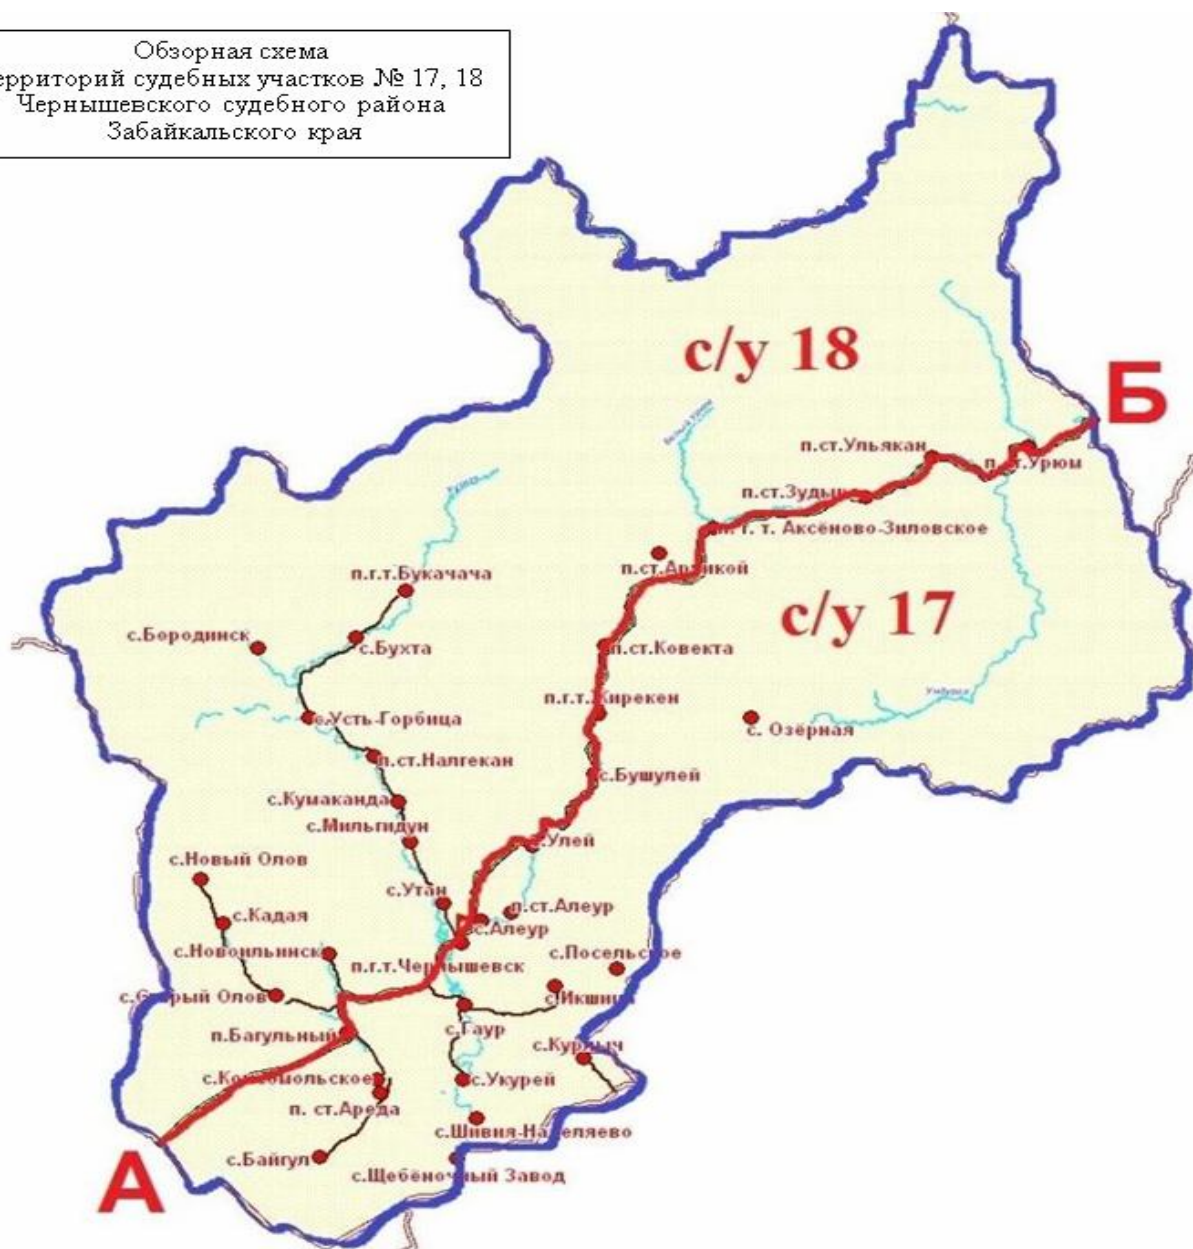 Обзорная схема
ерриторий судебных участков № 17, 18
Чернышевского судебного района
Забайкальского края
с/у 18
Б
п.ст.Ульякан
п. ст.Урюм
п.ст.Зудыра
п. г. т. Аксёново-Зиловское
п.г.т.Букачача
п.ст.Арткой
с/у 17
с.Бородинск
с.Бухта
п.ст.Ковекта
п.г.т.Жирекен
с.Усть-Горбица
с. Озёрная
п.ст.Налгекан
с.Бушулей
с.Кумаканда
с.Мильгидун
с.Улей
с.Новый Олов
с.Утан
п.ст.Алеур
с.Кадая
с.Алеур
с.Новоильинск
с.Посельское
п.г.т.Чернышевск
с.Старый Олов
с.Икшица
с.Гаур
п.Багульный
с.Курлыч
с.Комсомольское
с.Укурей
п. ст.Ареда
с.Шивия-Наделяево
с.Байгул
с.Щебёночный Завод
А